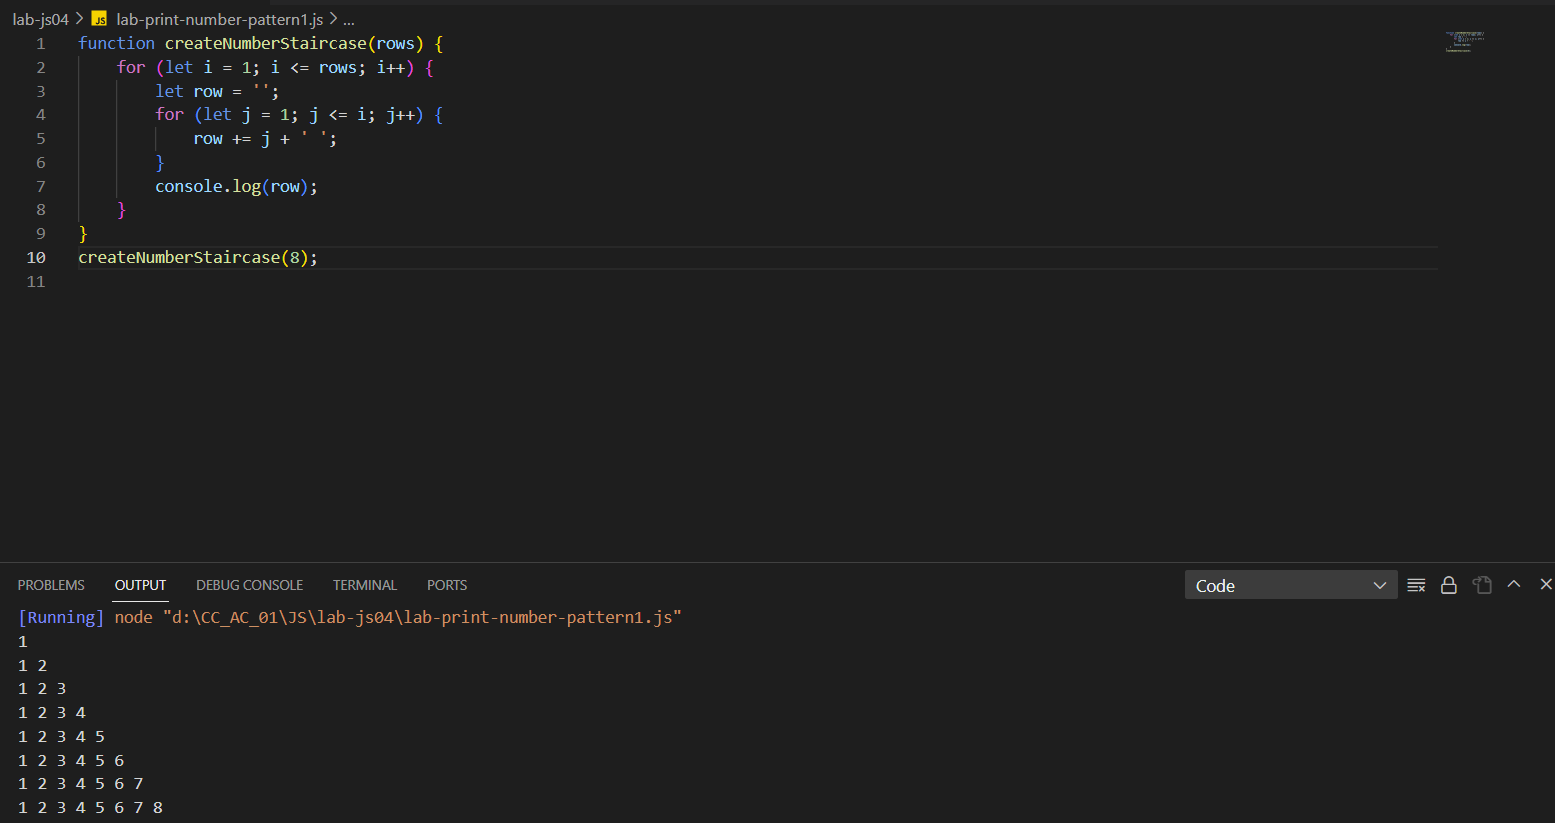 lab-js04 > JS lab-print-number-pattern1.js > ...
1 function createNumberStaircase(rows) {
2     for (let i = 1; i <= rows; i++) {
3         let row = '';
4         for (let j = 1; j <= i; j++) {
5             row += j + ' ';
6         }
7         console.log(row);
8     }
9 }
10 createNumberStaircase(8);
11
PROBLEMS OUTPUT DEBUG CONSOLE TERMINAL PORTS Code
[Running] node "d:\CC_AC_01\JS\lab-js04\lab-print-number-pattern1.js"
1
1 2
1 2 3
1 2 3 4
1 2 3 4 5
1 2 3 4 5 6
1 2 3 4 5 6 7
1 2 3 4 5 6 7 8